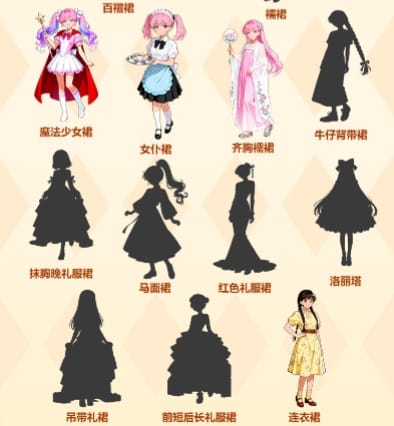 百褶裙
襦裙
魔法少女裙
女仆裙
齐胸襦裙
牛仔背带裙
抹胸晚礼服裙
马面裙
红色礼服裙
洛丽塔
吊带礼裙
前短后长礼服裙
连衣裙